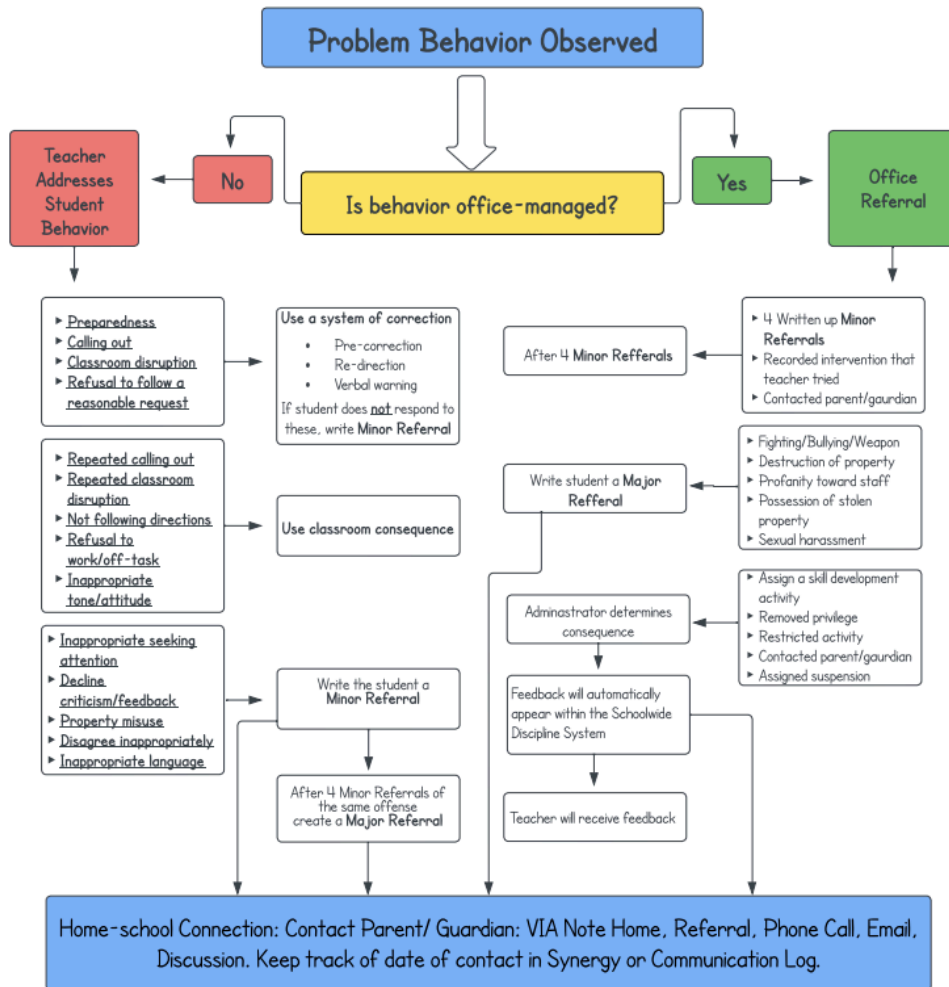 Problem Behavior Observed
Teacher
Addresses
Student
Behavior
No
Is behavior office-managed?
Yes
Office
Referral
Preparedness
Calling out
Classroom disruption
Refusal to follow a
reasonable request
Use a system of correction
Pre-correction
Re-direction
Verbal warning
If student does not respond to
these, write Minor Referral
After 4 Minor Refferals
4 Written up Minor
Referrals
Recorded intervention that
teacher tried
Contacted parent/gaurdian
Repeated calling out
Repeated classroom
disruption
Not following directions
Refusal to
work/off-task
Inappropriate
tone/attitude
Use classroom consequence
Write student a Major
Refferal
Fighting/Bullying/Weapon
Destruction of property
Profanity toward staff
Possession of stolen
property
Sexual harassment
Inappropriate seeking
attention
Decline
criticism/feedback
Property misuse
Disagree inappropriately
Inappropriate language
Write the student a
Minor Referral
After 4 Minor Referrals of
the same offense
create a Major Referral
Adminastrator determines
consequence
Assign a skill development
activity
Removed privilege
Restricted activity
Contacted parent/gaurdian
Assigned suspension
Feedback will automatically
appear within the Schoolwide
Discipline System
Teacher will receive feedback
Home-school Connection: Contact Parent/ Guardian: VIA Note Home, Referral, Phone Call, Email,
Discussion. Keep track of date of contact in Synergy or Communication Log.